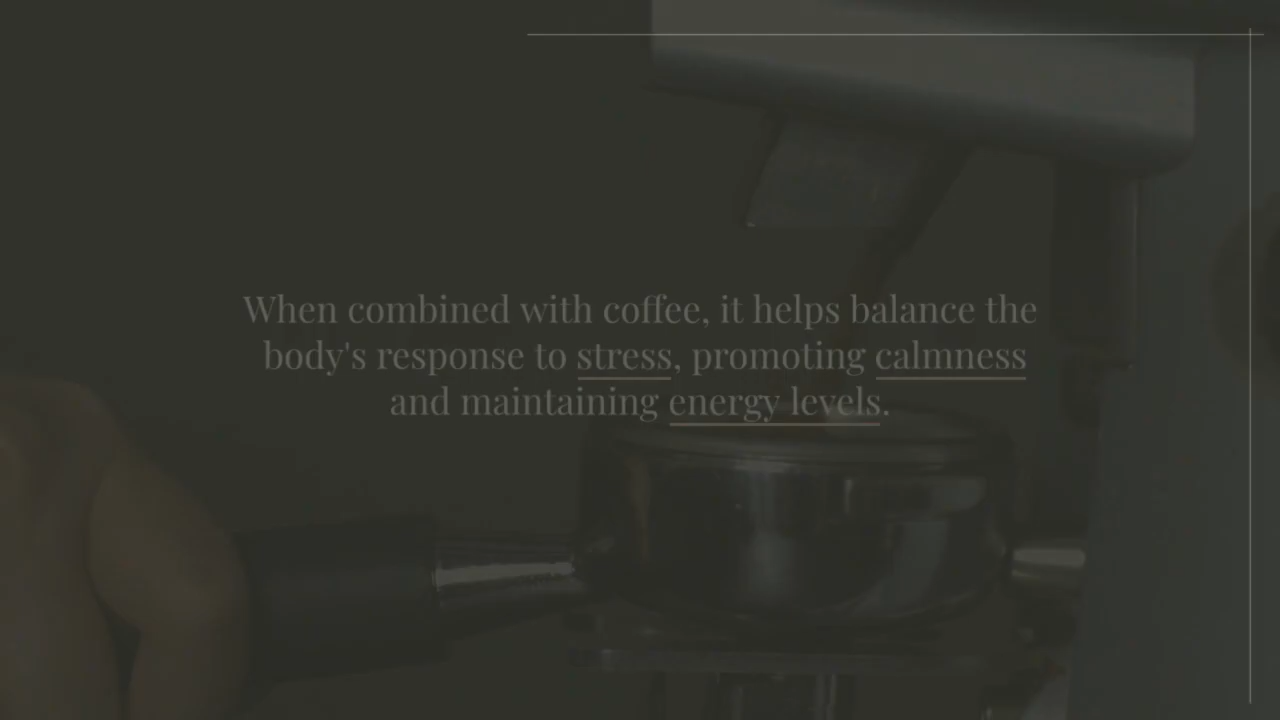 When combined with coffee, it helps balance the
body's response to stress, promoting calmness
and maintaining energy levels.